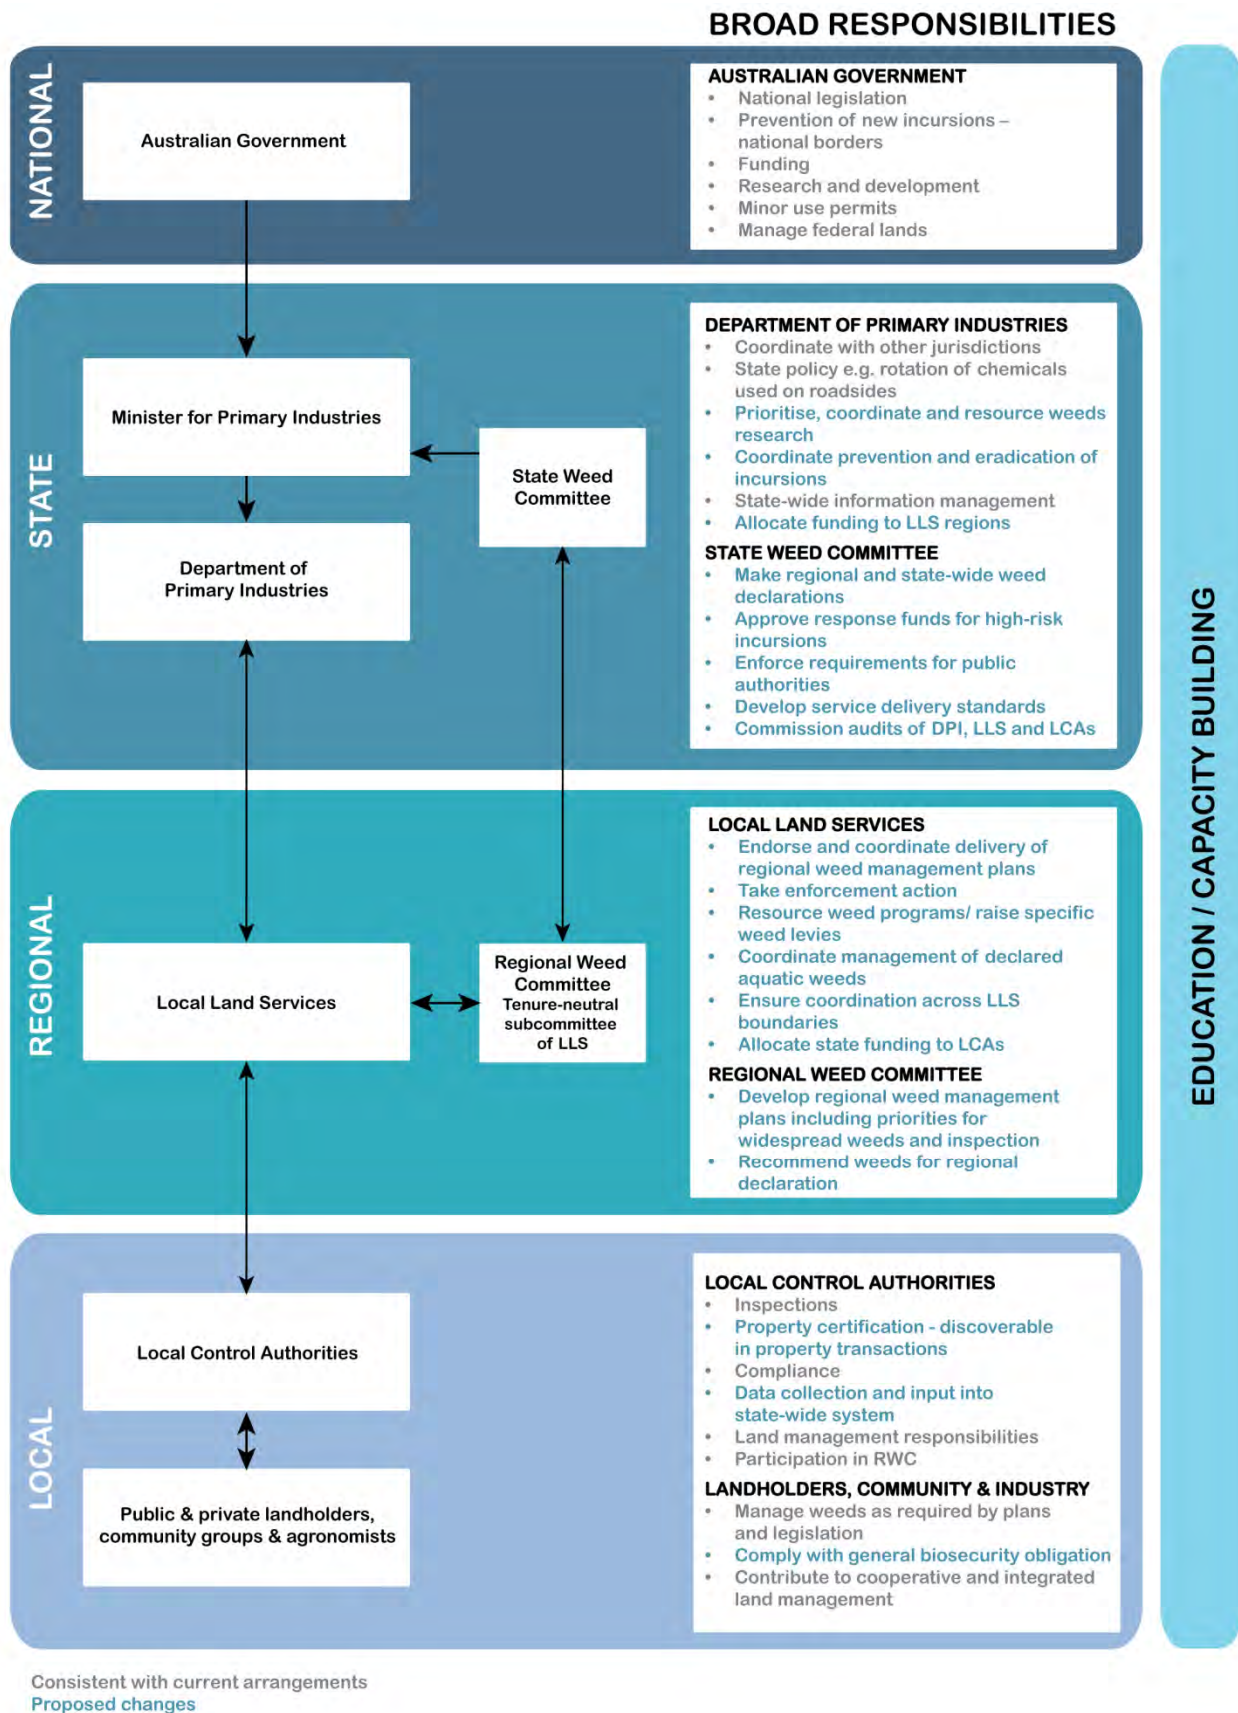 BROAD RESPONSIBILITIES
NATIONAL
Australian Government
AUSTRALIAN GOVERNMENT
• National legislation
• Prevention of new incursions –
national borders
• Funding
• Research and development
• Minor use permits
• Manage federal lands
STATE
Minister for Primary Industries
State Weed
Committee
Department of
Primary Industries
DEPARTMENT OF PRIMARY INDUSTRIES
• Coordinate with other jurisdictions
• State policy e.g. rotation of chemicals
used on roadsides
• Prioritise, coordinate and resource weeds
research
• Coordinate prevention and eradication of
incursions
• State-wide information management
• Allocate funding to LLS regions
STATE WEED COMMITTEE
• Make regional and state-wide weed
declarations
• Approve response funds for high-risk
incursions
• Enforce requirements for public
authorities
• Develop service delivery standards
• Commission audits of DPI, LLS and LCAs
REGIONAL
Local Land Services
Regional Weed
Committee
Tenure-neutral
subcommittee
of LLS
LOCAL LAND SERVICES
• Endorse and coordinate delivery of
regional weed management plans
• Take enforcement action
• Resource weed programs/ raise specific
weed levies
• Coordinate management of declared
aquatic weeds
• Ensure coordination across LLS
boundaries
• Allocate state funding to LCAs
REGIONAL WEED COMMITTEE
• Develop regional weed management
plans including priorities for
widespread weeds and inspection
• Recommend weeds for regional
declaration
LOCAL
Local Control Authorities
Public & private landholders,
community groups & agronomists
LOCAL CONTROL AUTHORITIES
• Inspections
• Property certification - discoverable
in property transactions
• Compliance
• Data collection and input into
state-wide system
• Land management responsibilities
• Participation in RWC
LANDHOLDERS, COMMUNITY & INDUSTRY
• Manage weeds as required by plans
and legislation
• Comply with general biosecurity obligation
• Contribute to cooperative and integrated
land management
EDUCATION / CAPACITY BUILDING
Consistent with current arrangements
Proposed changes